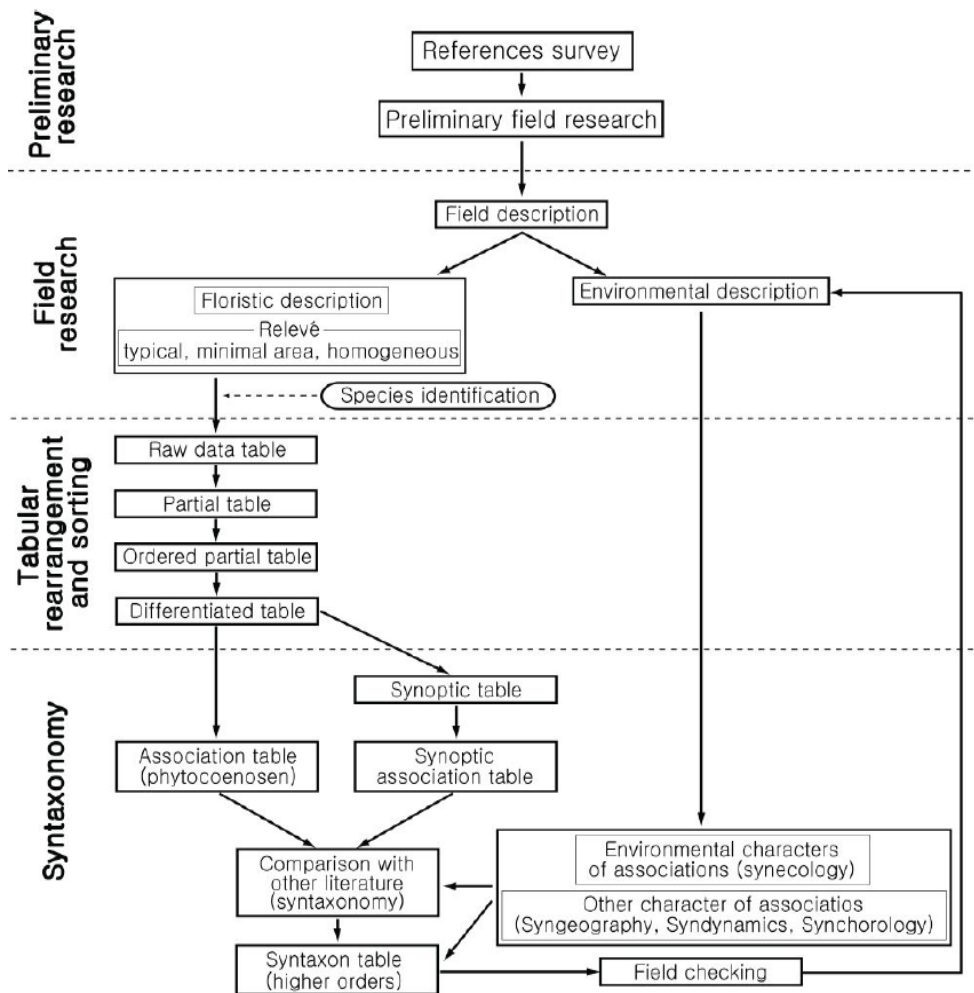 Preliminary
research
References survey
Preliminary field research
Field
research
Field description
Floristic description
Relevé
typical, minimal area, homogeneous
Environmental description
Species identification
Tabular
rearrangement
and sorting
Raw data table
Partial table
Ordered partial table
Differentiated table
Syntaxonomy
Synoptic table
Association table
(phytocoenosen)
Synoptic
association table
Comparison with
other literature
(syntaxonomy)
Environmental characters
of associations (synecology)
Other character of associatios
(Syngeography, Syndynamics, Synchorology)
Syntaxon table
(higher orders)
Field checking